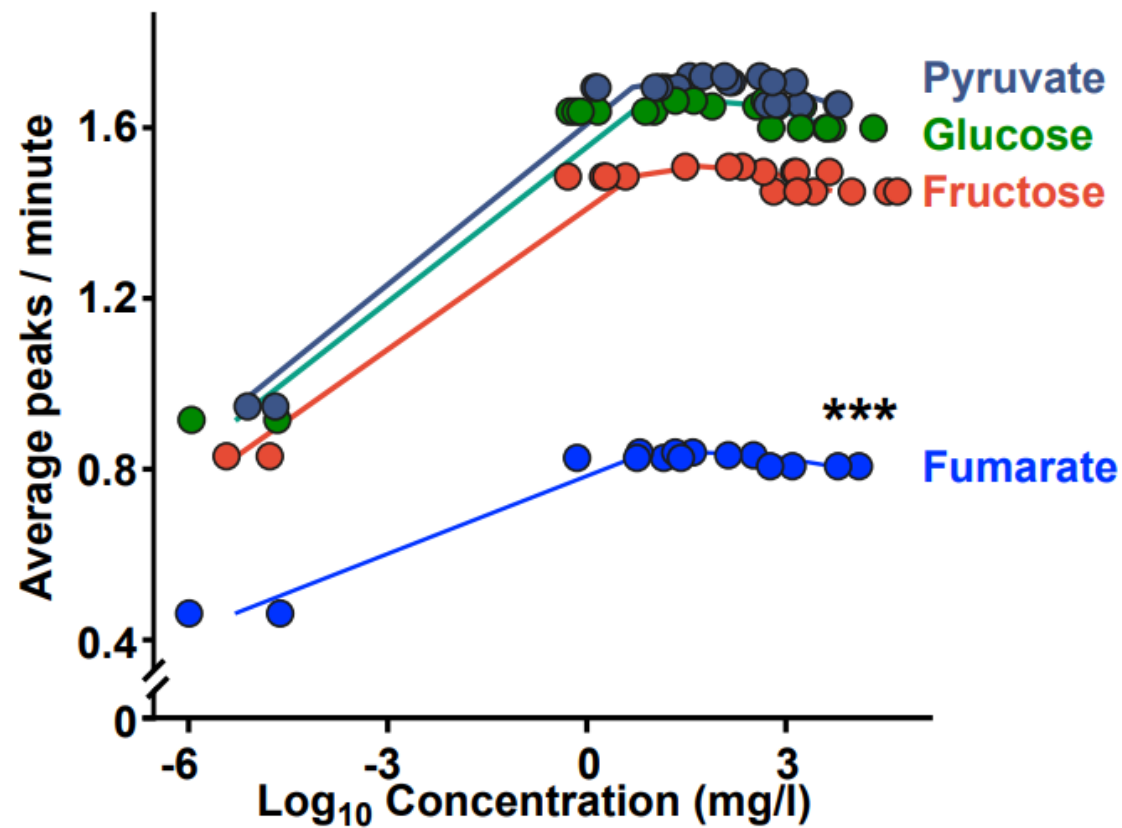 Average peaks / minute
1.6
1.2
0.8
0.4
0
-6
-3
0
3
Log10 Concentration (mg/l)
Pyruvate
Glucose
Fructose
***
Fumarate